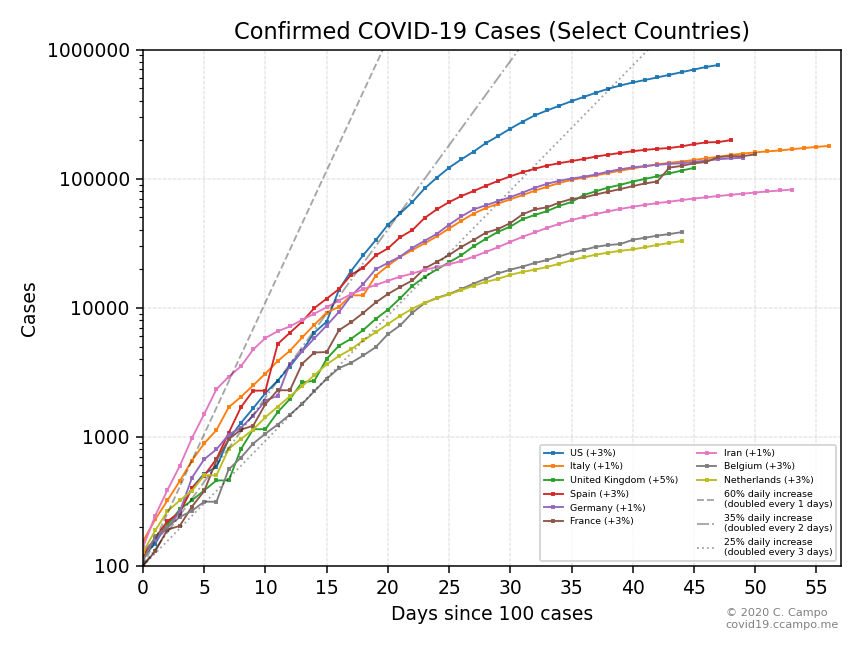 Confirmed COVID-19 Cases (Select Countries)
1000000
100000
10000
1000
100
Cases
0 5 10 15 20 25 30 35 40 45 50 55
Days since 100 cases
US (+3%)
Italy (+1%)
United Kingdom (+5%)
Spain (+3%)
Germany (+1%)
France (+3%)
Iran (+1%)
Belgium (+3%)
Netherlands (+3%)
60% daily increase
(doubled every 1 days)
35% daily increase
(doubled every 2 days)
25% daily increase
(doubled every 3 days)
© 2020 C. Campo
covid19.ccampo.me